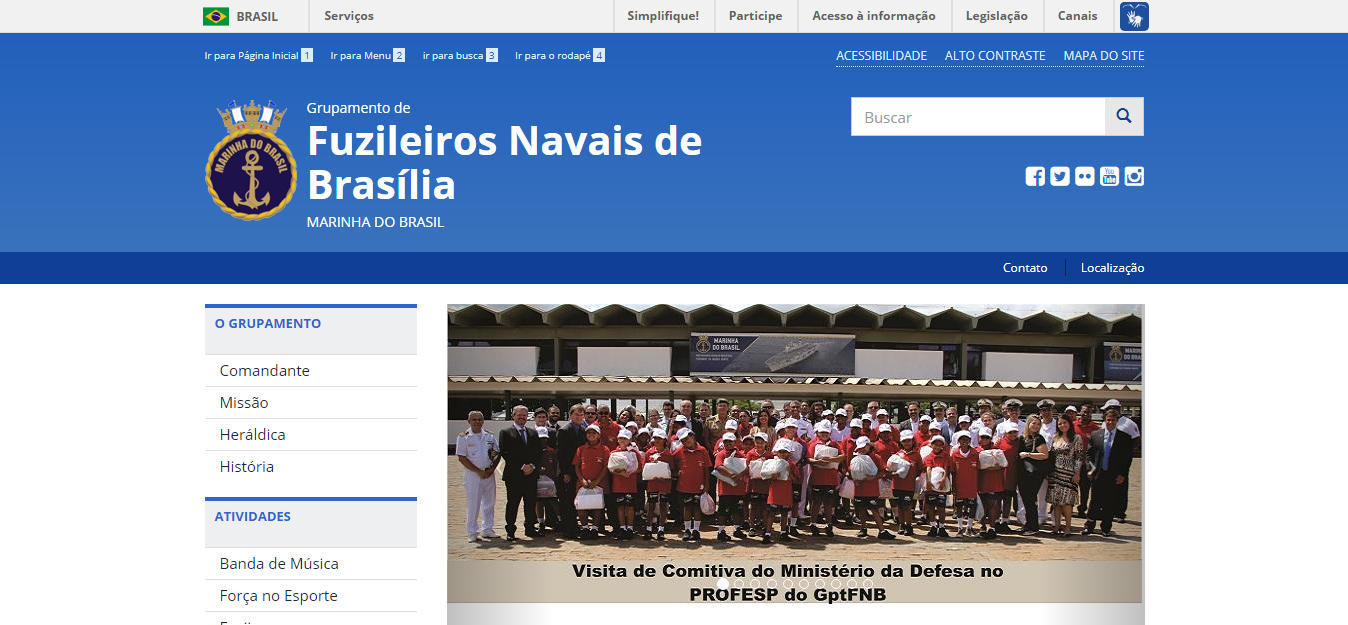 BRASIL
Serviços
Simplifique!
Participe
Acesso à informação
Legislação
Canais
Ir para Página Inicial 1
Ir para Menu 2
ir para busca 3
Ir para o rodapé 4
ACESSIBILIDADE
ALTO CONTRASTE
MAPA DO SITE
MARINHA DO BRASIL
Grupamento de
Fuzileiros Navais de
Brasília
MARINHA DO BRASIL
Buscar
You
Tube
Contato
Localização
O GRUPAMENTO
Comandante
Missão
Heráldica
História
ATIVIDADES
Banda de Música
Força no Esporte
MARINHA
DO BRASIL
MARINHA
Visita de Comitiva do Ministério da Defesa no
PROFESP do GptFNB